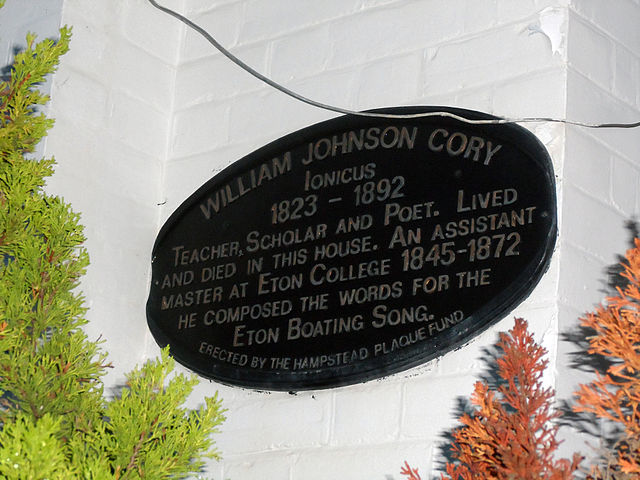 WILLIAM JOHNSON CORY
IONICUS
1823 - 1892
TEACHER, SCHOLAR AND POET. LIVED
AND DIED IN THIS HOUSE. AN ASSISTANT
MASTER AT ETON COLLEGE 1845-1872
HE COMPOSED THE WORDS FOR THE
ETON BOATING SONG.
ERECTED BY THE HAMPSTEAD PLAQUE FUND